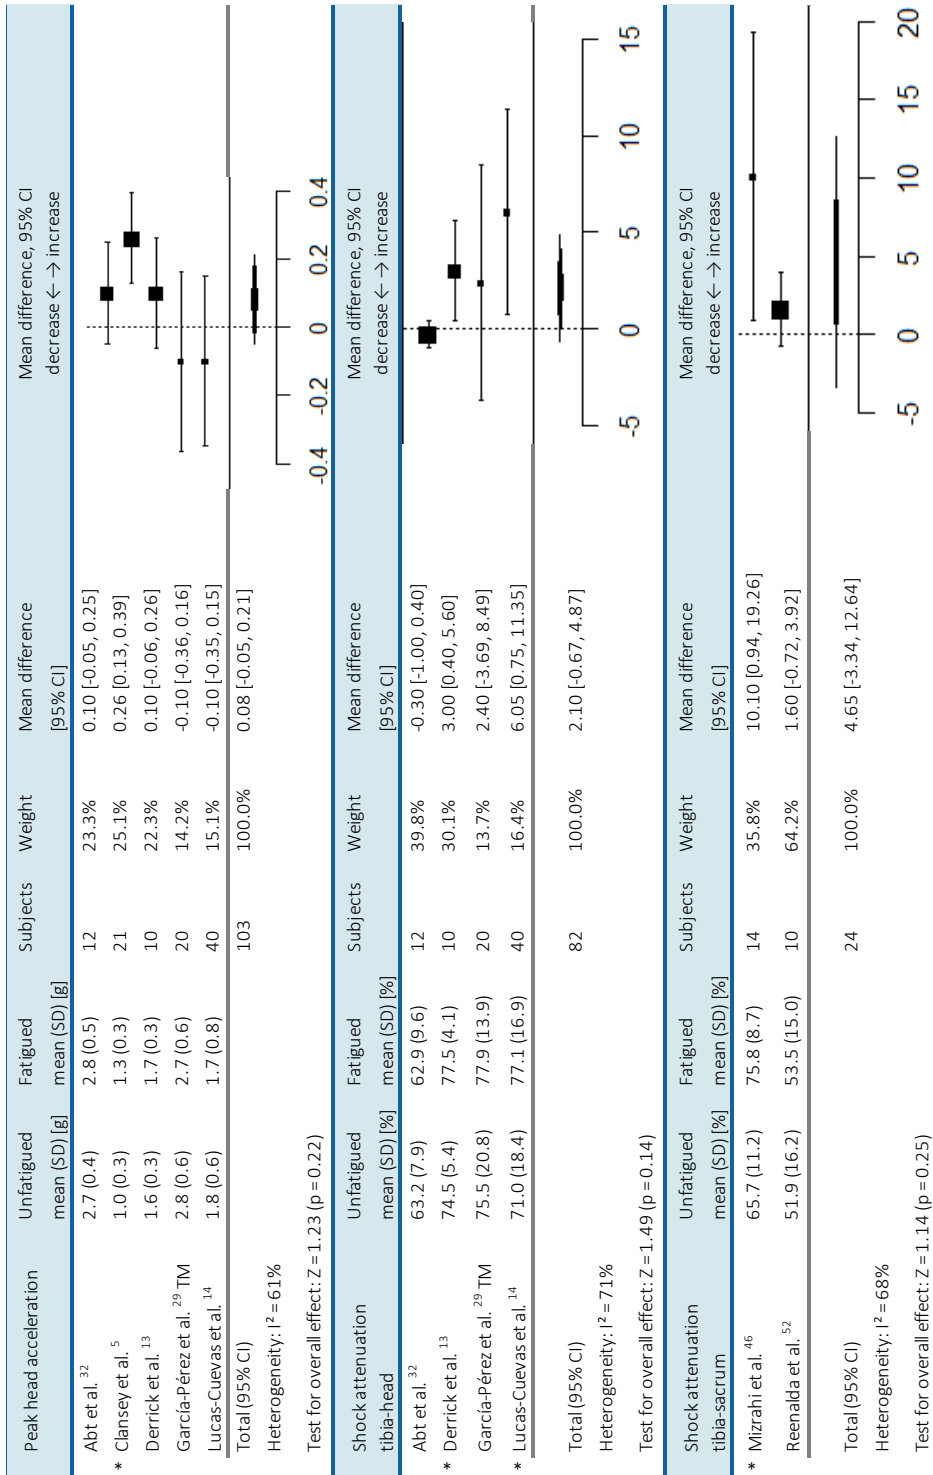 Peak head acceleration Unfatigued mean (SD) [g] Fatigued mean (SD) [g] Subjects Weight Mean difference [95% CI] Mean difference, 95% CI decrease ← → increase
Abt et al. 32 2.7 (0.4) 2.8 (0.5) 12 23.3% 0.10 [-0.05, 0.25]
* Clansey et al. 5 1.0 (0.3) 1.3 (0.3) 21 25.1% 0.26 [0.13, 0.39]
Derrick et al. 13 1.6 (0.3) 1.7 (0.3) 10 22.3% 0.10 [-0.06, 0.26]
García-Pérez et al. 29 TM 2.8 (0.6) 2.7 (0.6) 20 14.2% -0.10 [-0.36, 0.16]
Lucas-Cuevas et al. 14 1.8 (0.6) 1.7 (0.8) 40 15.1% -0.10 [-0.35, 0.15]
Total (95% CI) 103 100.0% 0.08 [-0.05, 0.21]
Heterogeneity: I² = 61%
Test for overall effect: Z = 1.23 (p = 0.22)
-0.4 -0.2 0 0.2 0.4
Shock attenuation tibia-head Unfatigued mean (SD) [%] Fatigued mean (SD) [%] Subjects Weight Mean difference [95% CI] Mean difference, 95% CI decrease ← → increase
Abt et al. 32 63.2 (7.9) 62.9 (9.6) 12 39.8% -0.30 [-1.00, 0.40]
* Derrick et al. 13 74.5 (5.4) 77.5 (4.1) 10 30.1% 3.00 [0.40, 5.60]
García-Pérez et al. 29 TM 75.5 (20.8) 77.9 (13.9) 20 13.7% 2.40 [-3.69, 8.49]
* Lucas-Cuevas et al. 14 71.0 (18.4) 77.1 (16.9) 40 16.4% 6.05 [0.75, 11.35]
Total (95% CI) 82 100.0% 2.10 [-0.67, 4.87]
Heterogeneity: I² = 71%
Test for overall effect: Z = 1.49 (p = 0.14)
-5 0 5 10 15
Shock attenuation tibia-sacrum Unfatigued mean (SD) [%] Fatigued mean (SD) [%] Subjects Weight Mean difference [95% CI] Mean difference, 95% CI decrease ← → increase
* Mizrahi et al. 46 65.7 (11.2) 75.8 (8.7) 14 35.8% 10.10 [0.94, 19.26]
Reenalda et al. 52 51.9 (16.2) 53.5 (15.0) 10 64.2% 1.60 [-0.72, 3.92]
Total (95% CI) 24 100.0% 4.65 [-3.34, 12.64]
Heterogeneity: I² = 68%
Test for overall effect: Z = 1.14 (p = 0.25)
-5 0 5 10 15 20